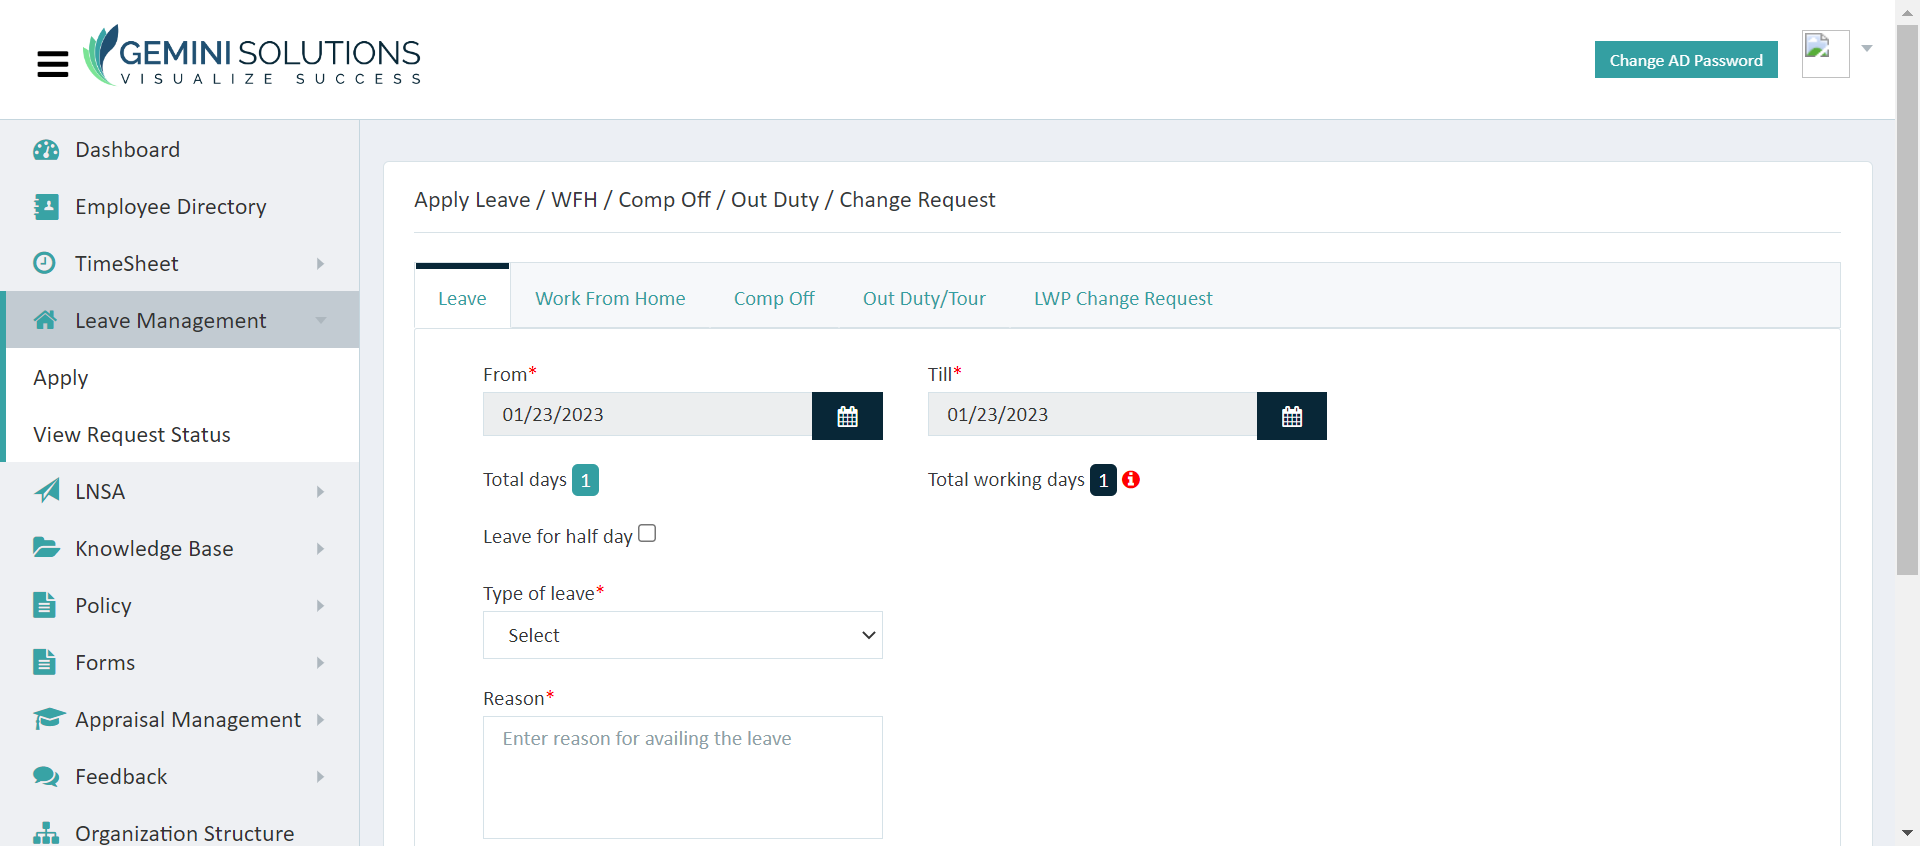 GEMINI SOLUTIONS
VISUALIZE SUCCESS
Change AD Password
Dashboard
Employee Directory
TimeSheet
Leave Management
Apply
View Request Status
LNSA
Knowledge Base
Policy
Forms
Appraisal Management
Feedback
Organization Structure
Apply Leave / WFH / Comp Off / Out Duty / Change Request
Leave Work From Home Comp Off Out Duty/Tour LWP Change Request
From* Till*
01/23/2023 01/23/2023
Total days 1 Total working days 1
Leave for half day
Type of leave*
Select
Reason*
Enter reason for availing the leave